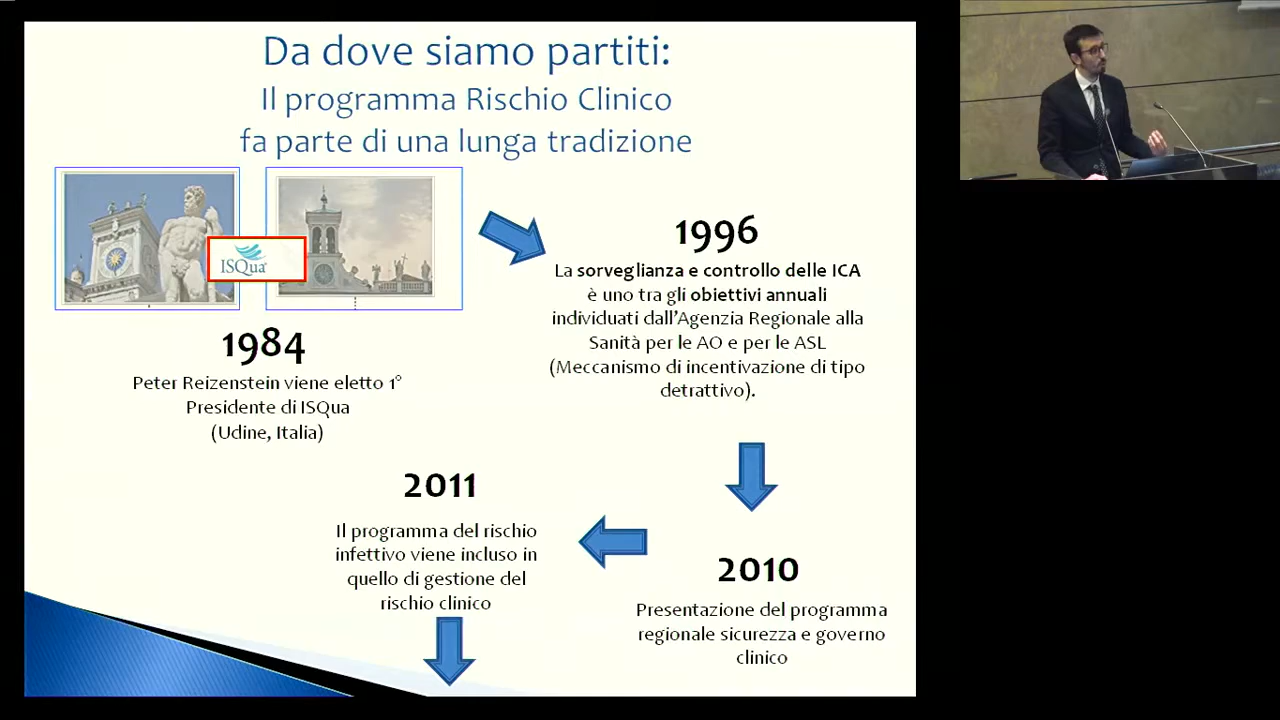 Da dove siamo partiti:
Il programma Rischio Clinico
fa parte di una lunga tradizione
ISQua
1984
Peter Reizenstein viene eletto 1°
Presidente di ISQua
(Udine, Italia)
1996
La sorveglianza e controllo delle ICA
è uno tra gli obiettivi annuali
individuati dall'Agenzia Regionale alla
Sanità per le AO e per le ASL
(Meccanismo di incentivazione di tipo
detrattivo).
2010
Presentazione del programma
regionale sicurezza e governo
clinico
2011
Il programma del rischio
infettivo viene incluso in
quello di gestione del
rischio clinico